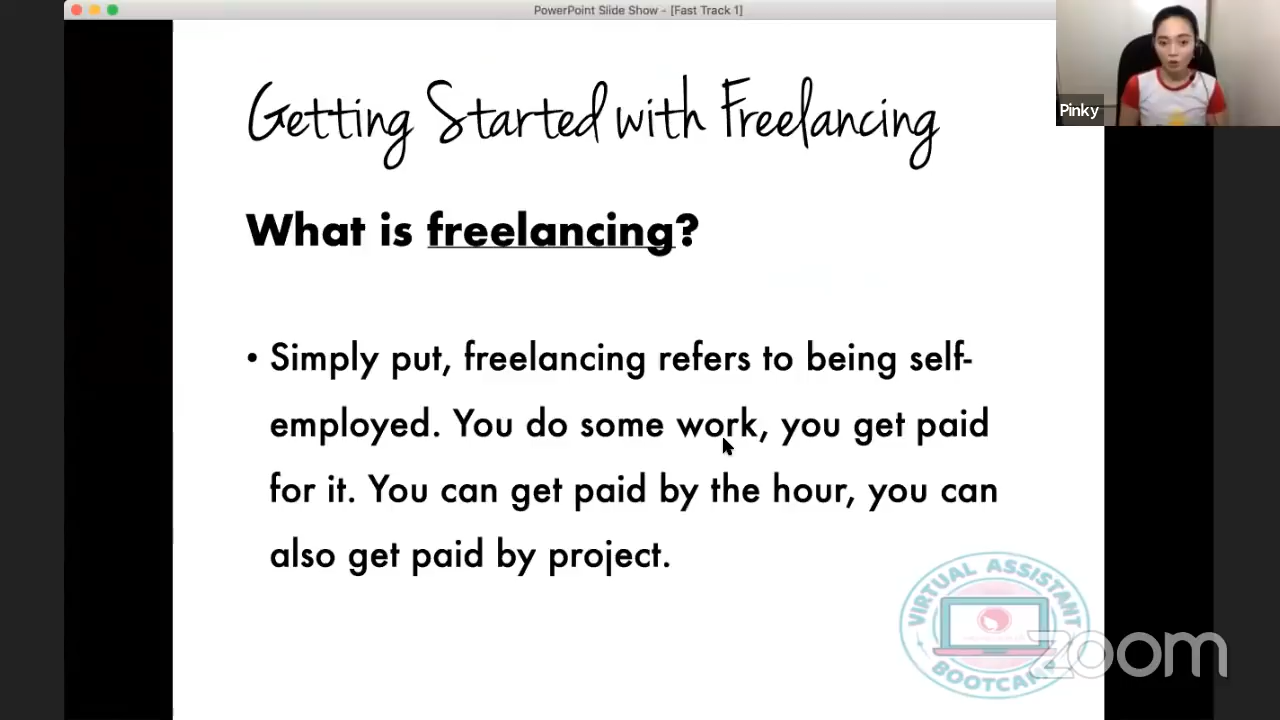 PowerPoint Slide Show - [Fast Track 1]
Pinky
Getting Started with Freelancing
What is freelancing?
• Simply put, freelancing refers to being self-
employed. You do some work, you get paid
for it. You can get paid by the hour, you can
also get paid by project.
VIRTUAL ASSISTANT
BOOTCAMP
zoom